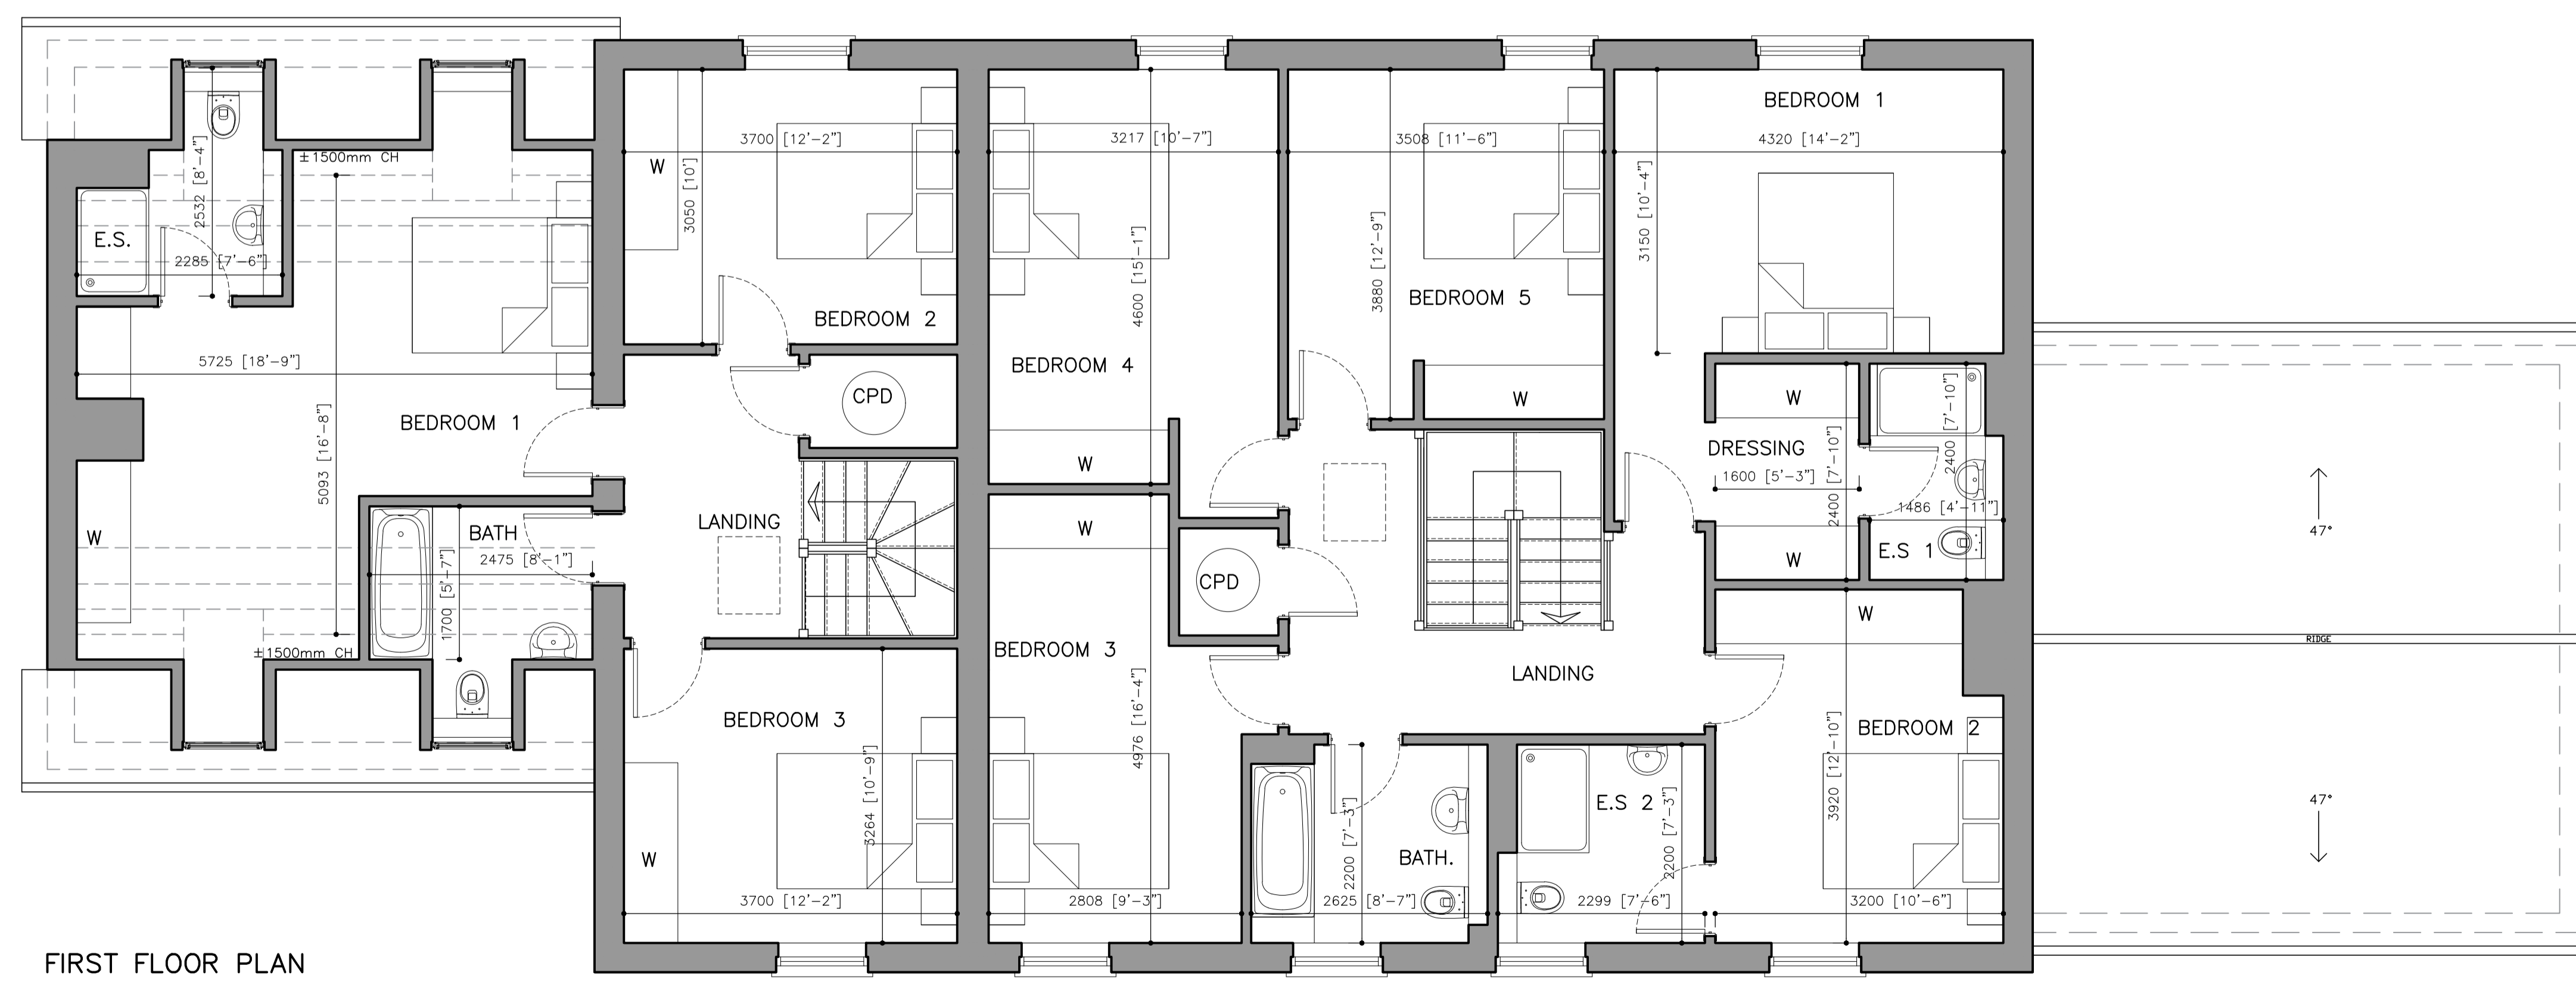 BEDROOM 1
±1500mm CH
3700 [12'-2"]
3217 [10'-7"]
3508 [11'-6"]
4320 [14'-2"]
W
3050 [10']
2532 [8'-4"]
3150 [10'-4"]
E.S.
2285 [7'-6"]
3880 [12'-9"]
4600 [15'-1"]
BEDROOM 5
BEDROOM 2
5725 [18'-9"]
BEDROOM 4
CPD
W
W
2400 [7'-10"]
BEDROOM 1
5093 [16'-8"]
DRESSING
2400 [7'-10"]
W
1600 [5'-3"]
1486 [4'-11"]
LANDING
BATH
W
W
2475 [8'-1"]
47°
E.S 1
W
CPD
1700 [5'-7"]
W
RIDGE
±1500mm CH
BEDROOM 3
LANDING
BEDROOM 3
4976 [16'-4"]
BEDROOM 2
3264 [10'-9"]
3920 [12'-10"]
47°
E.S 2
2200 [7'-3"]
2200 [7'-3"]
W
BATH.
3700 [12'-2"]
2808 [9'-3"]
2625 [8'-7"]
2299 [7'-6"]
3200 [10'-6"]
FIRST FLOOR PLAN